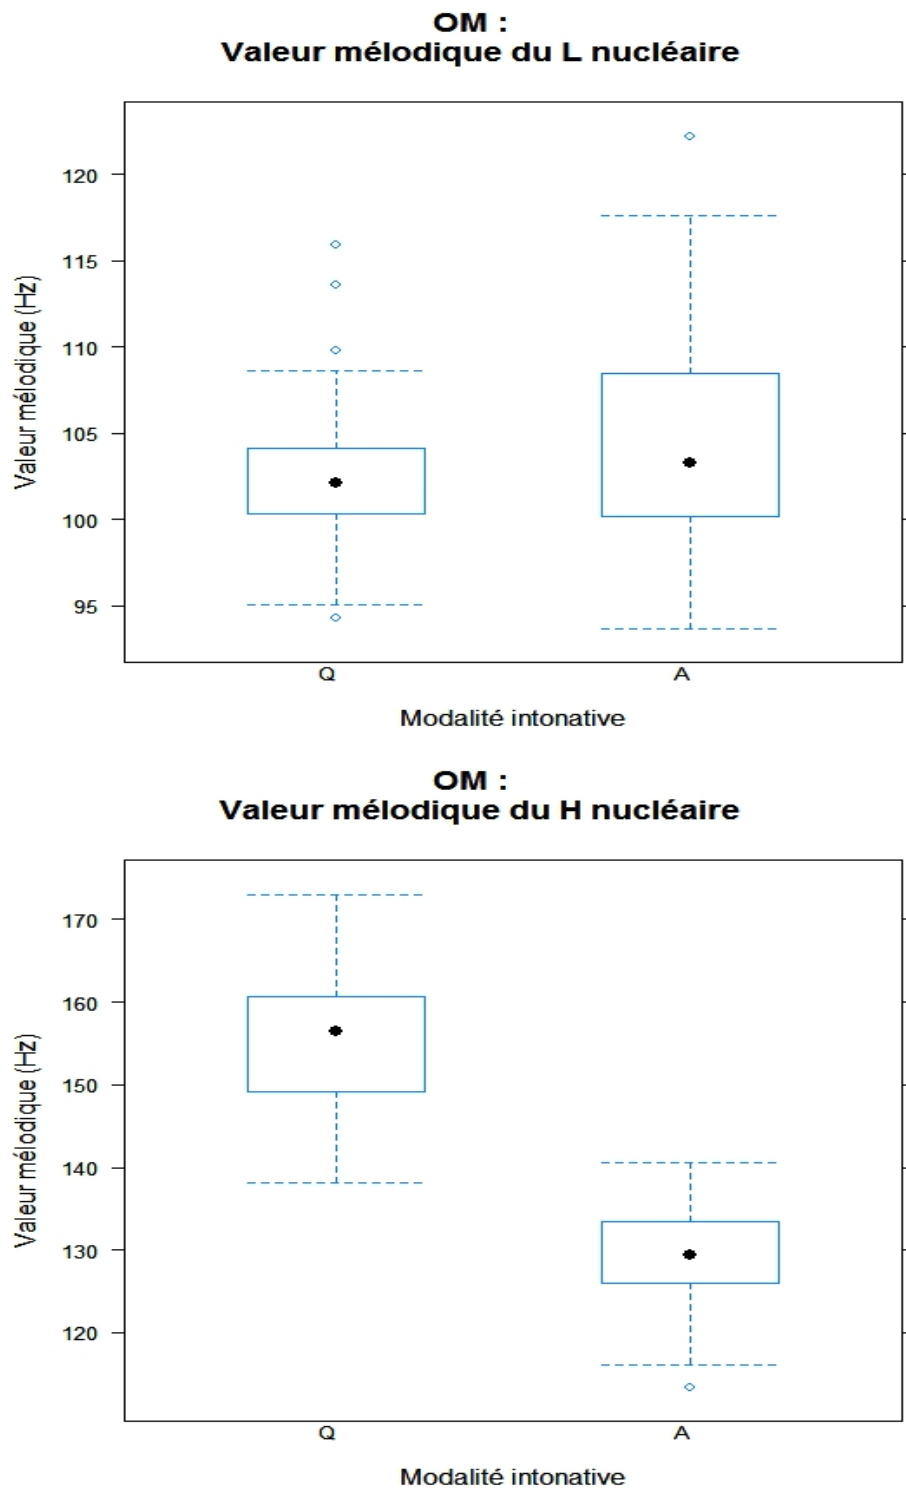 OM :
Valeur mélodique du L nucléaire
Valeur mélodique (Hz)
120
115
110
105
100
95
Q A
Modalité intonative
OM :
Valeur mélodique du H nucléaire
Valeur mélodique (Hz)
170
160
150
140
130
120
Q A
Modalité intonative